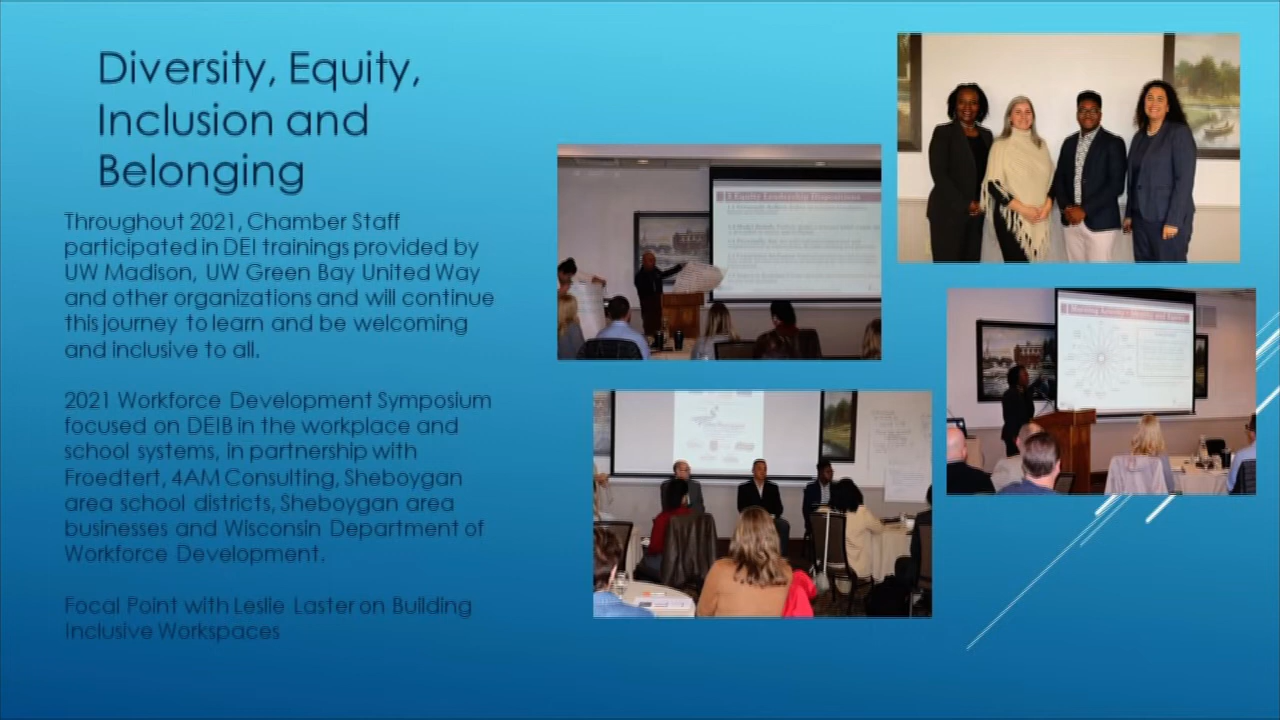 Diversity, Equity,
Inclusion and
Belonging
Throughout 2021, Chamber Staff
participated in DEI trainings provided by
UW Madison, UW Green Bay United Way
and other organizations and will continue
this journey to learn and be welcoming
and inclusive to all.
2021 Workforce Development Symposium
focused on DEIB in the workplace and
school systems, in partnership with
Froedtert, 4AM Consulting, Sheboygan
area school districts, Sheboygan area
businesses and Wisconsin Department of
Workforce Development.
Focal Point with Leslie Laster on Building
Inclusive Workspaces
5 Equity Leadership Dispositions